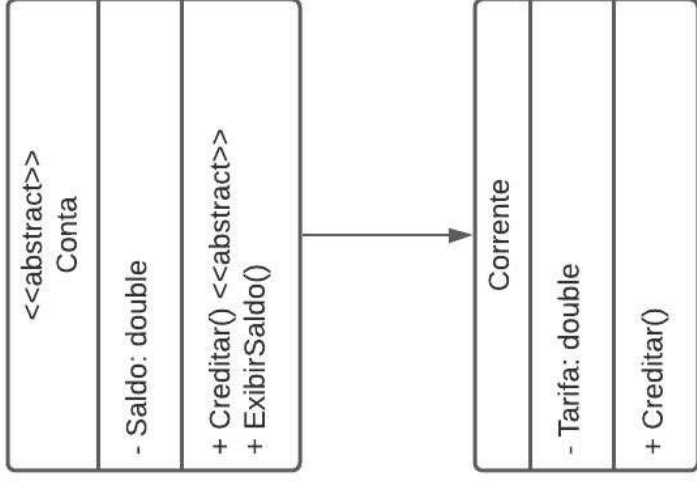 <<abstract>>
Conta
- Saldo: double
+ Creditar() <<abstract>>
+ ExibirSaldo()
Corrente
- Tarifa: double
+ Creditar()